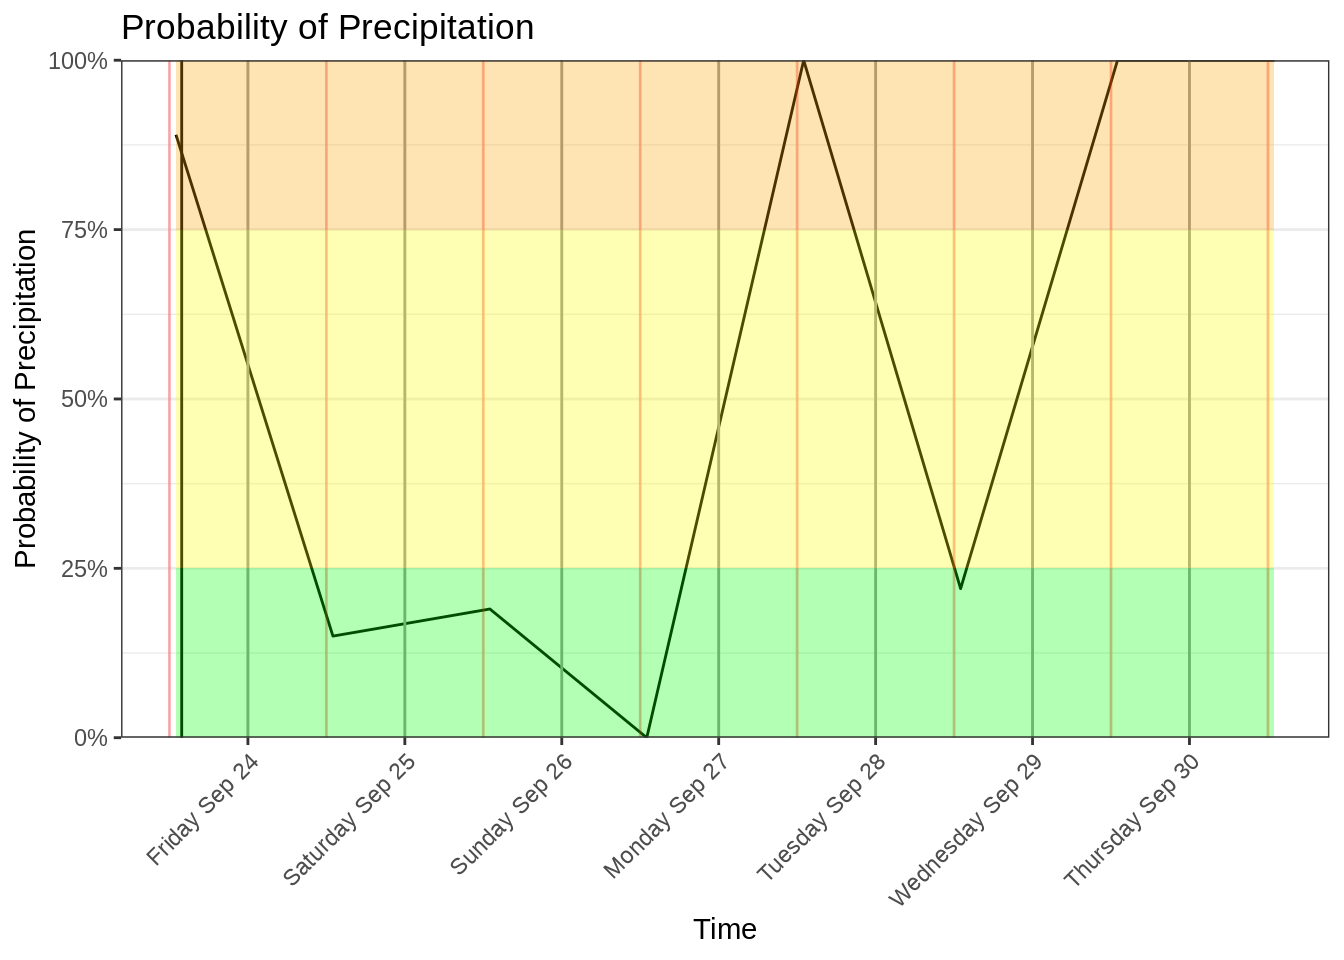 Probability of Precipitation
Probability of Precipitation
100%
75%
50%
25%
0%
Friday Sep 24
Saturday Sep 25
Sunday Sep 26
Monday Sep 27
Tuesday Sep 28
Wednesday Sep 29
Thursday Sep 30
Time